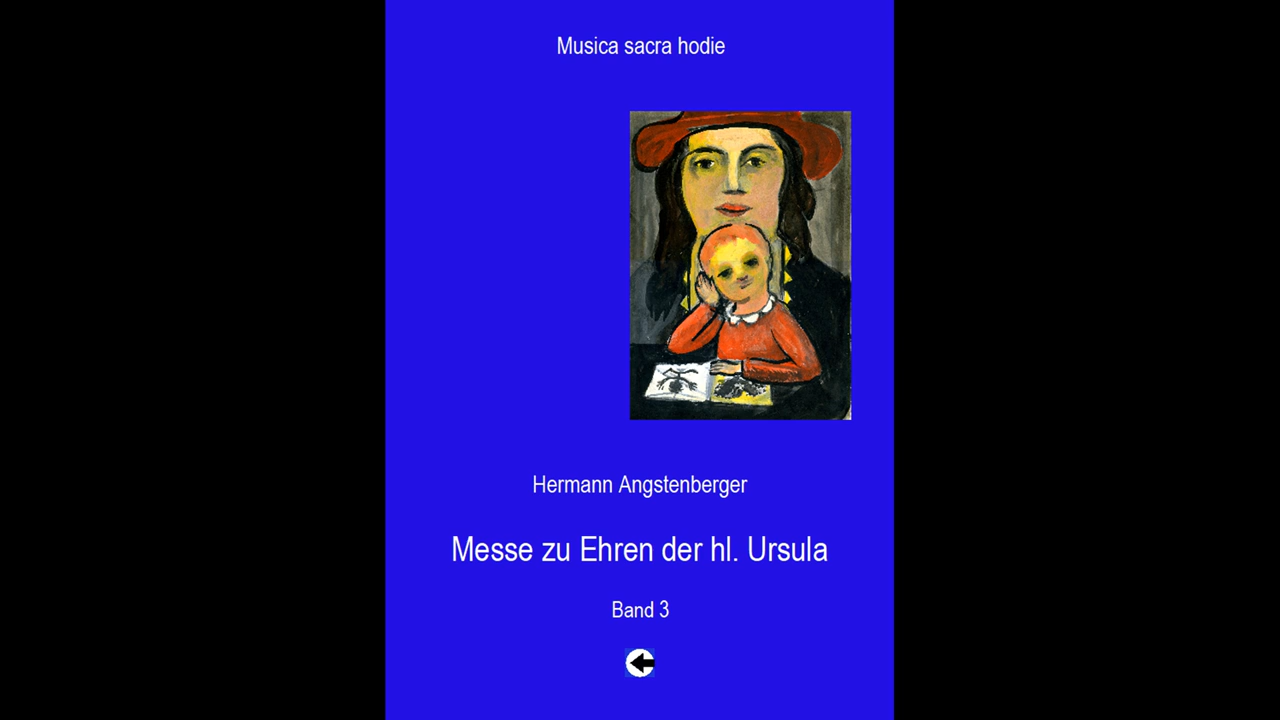 Musica sacra hodie
Hermann Angstenberger
Messe zu Ehren der hl. Ursula
Band 3